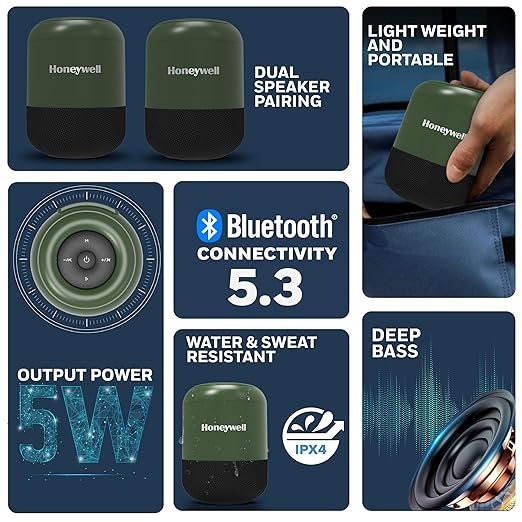 Honeywell
Honeywell
DUAL
SPEAKER
PAIRING
LIGHT WEIGHT
AND
PORTABLE
Honeywell
M
OUTPUT POWER
5W
Bluetooth®
CONNECTIVITY
5.3
WATER & SWEAT
RESISTANT
Honeywell
IPX4
DEEP
BASS